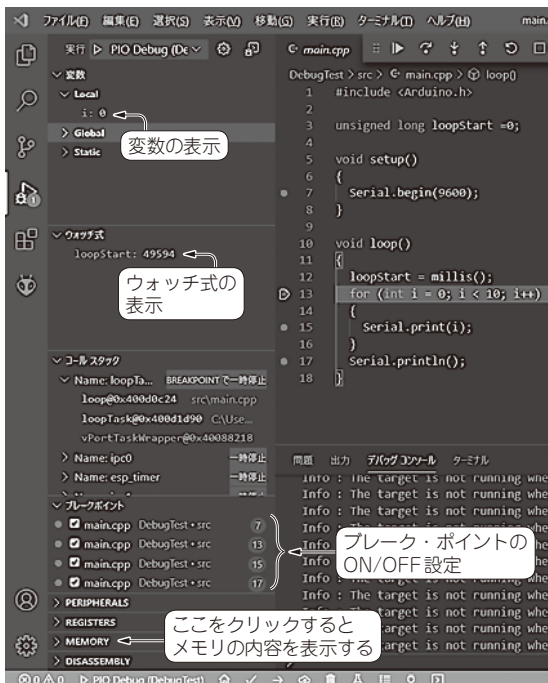 ファイル(F) 編集(E) 選択(S) 表示(V) 移動(G) 実行(R) ターミナル(T) ヘルプ(H) main.
実行 PIO Debug (De
変数
Local
i: 0
Global
Static
変数の表示
ウォッチ式
loopStart: 49594
ウォッチ式の
表示
コール スタック
Name: loopTa... BREAKPOINT で一時停止
loop@0x400d0c24 src\main.cpp
loopTask@0x400d1d90 C:\Use...
vPortTaskWrapper@0x40088218
Name: ipc0 一時停止
Name: esp_timer 一時停止
ブレークポイント
main.cpp DebugTest • src 7
main.cpp DebugTest • src 13
main.cpp DebugTest • src 15
main.cpp DebugTest • src 17
ブレーク・ポイントの
ON/OFF設定
PERIPHERALS
REGISTERS
MEMORY
DISASSEMBLY
ここをクリックすると
メモリの内容を表示する
main.cpp
DebugTest > src > main.cpp > loop()
1 #include <Arduino.h>
2
3 unsigned long loopStart =0;
4
5 void setup()
6 {
7 Serial.begin(9600);
8 }
9
10 void loop()
11 {
12 loopStart = millis();
13 for (int i = 0; i < 10; i++)
14 {
15 Serial.print(i);
16 }
17 Serial.println();
18 }
問題 出力 デバッグ コンソール ターミナル
Info : The target is not running whe
Info : The target is not running whe
Info : The target is not running whe
Info : The target is not running whe
0 0 PIO Debug (DebugTest)